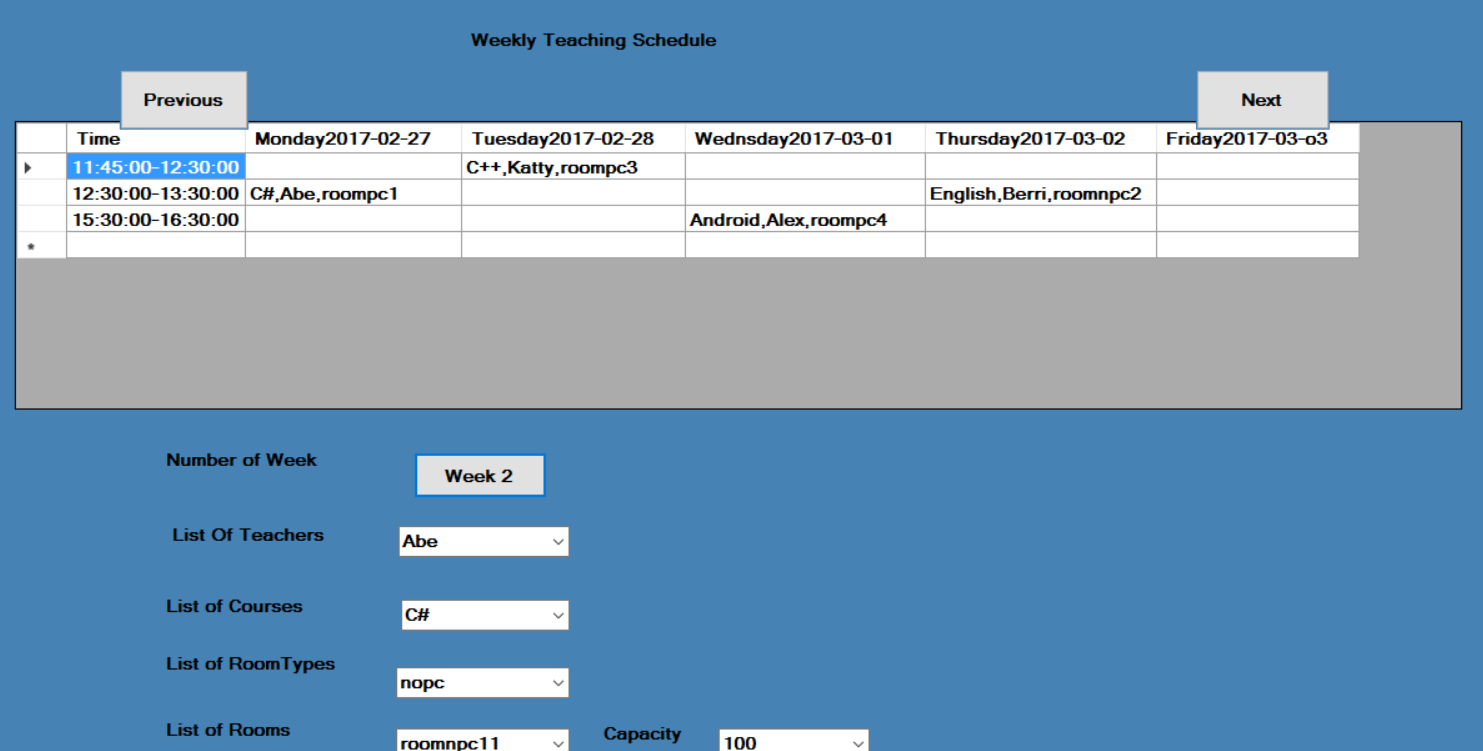 Weekly Teaching Schedule
Previous Next
Time Monday2017-02-27 Tuesday2017-02-28 Wednsday2017-03-01 Thursday2017-03-02 Friday2017-03-o3
11:45:00-12:30:00 C++,Katty,roompc3
12:30:00-13:30:00 C#,Abe,roompc1 English,Berri,roomnpc2
15:30:00-16:30:00 Android,Alex,roompc4
*
Number of Week Week 2
List Of Teachers Abe
List of Courses C#
List of RoomTypes nopc
List of Rooms roomnpc11 Capacity 100